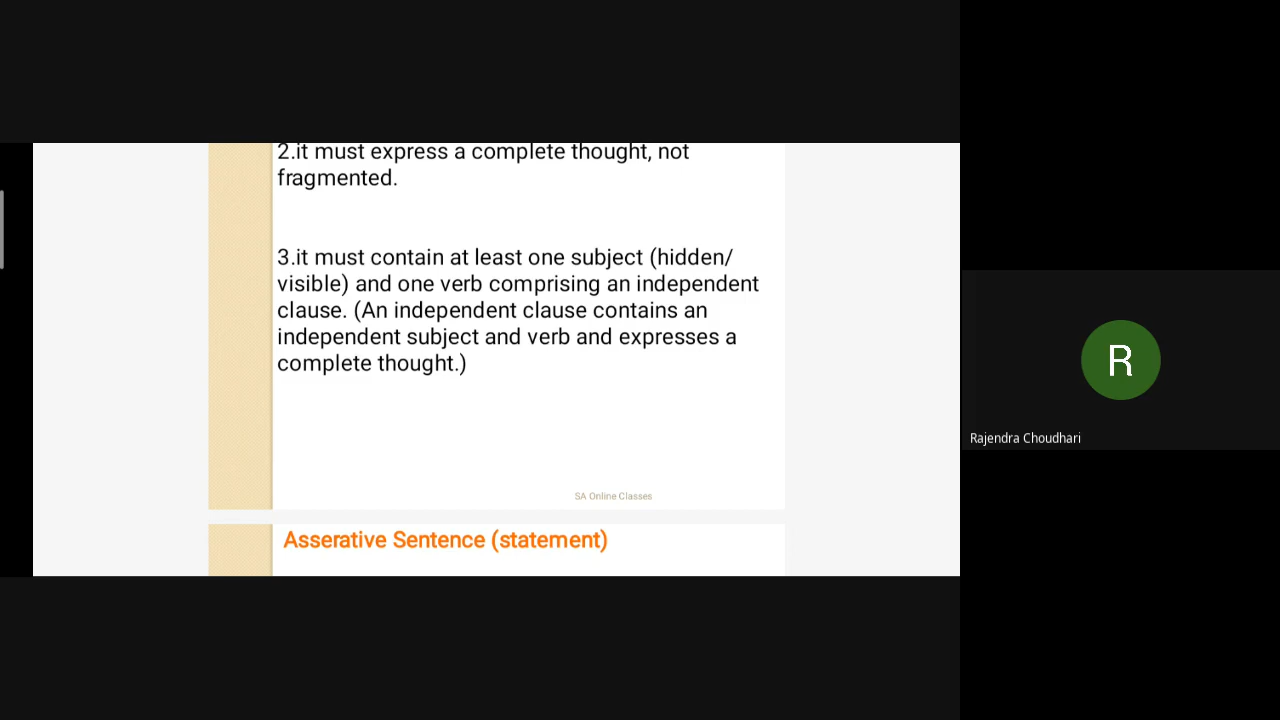 2.it must express a complete thought, not
fragmented.
3.it must contain at least one subject (hidden/
visible) and one verb comprising an independent
clause. (An independent clause contains an
independent subject and verb and expresses a
complete thought.)
SA Online Classes
Asserative Sentence (statement)
R
Rajendra Choudhari